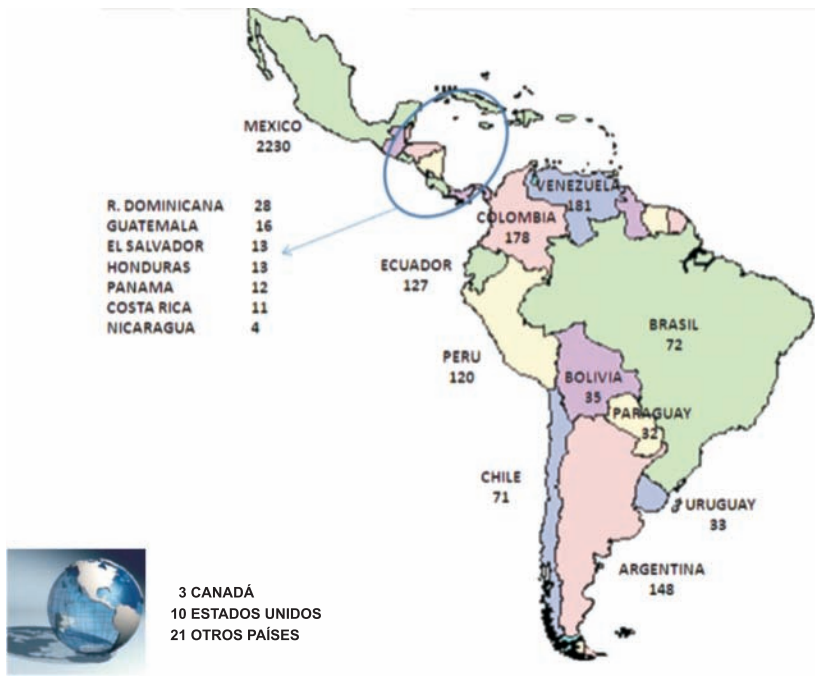 MEXICO
2230
R. DOMINICANA 28
GUATEMALA 16
EL SALVADOR 13
HONDURAS 13
PANAMA 12
COSTA RICA 11
NICARAGUA 4
VENEZUELA
181
COLOMBIA
178
ECUADOR
127
PERU
120
BRASIL
72
BOLIVIA
35
PARAGUAY
32
CHILE
71
URUGUAY
33
ARGENTINA
148
3 CANADÁ
10 ESTADOS UNIDOS
21 OTROS PAÍSES